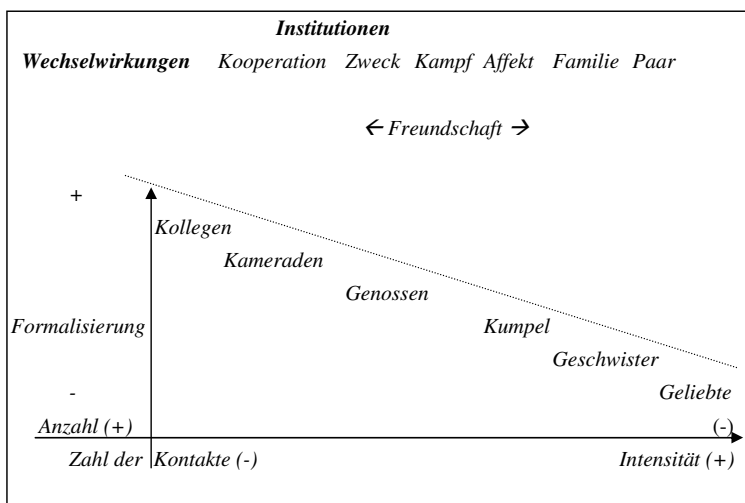 Institutionen
Wechselwirkungen Kooperation Zweck Kampf Affekt Familie Paar
← Freundschaft →
+
Kollegen
Kameraden
Genossen
Formalisierung Kumpel
Geschwister
- Geliebte
Anzahl (+) (-)
Zahl der Kontakte (-) Intensität (+)